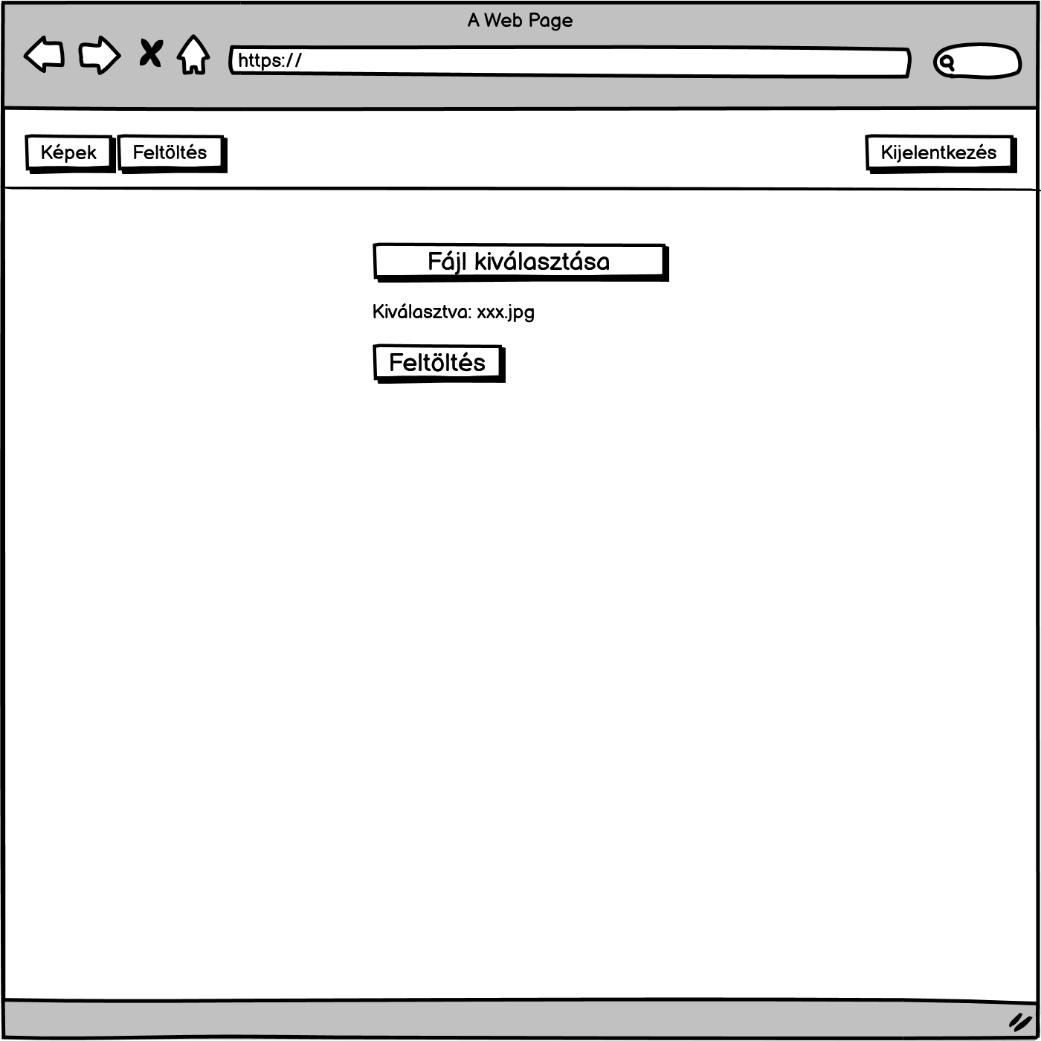 A Web Page
https://
Képek Feltöltés Kijelentkezés
Fájl kiválasztása
Kiválasztva: xxx.jpg
Feltöltés